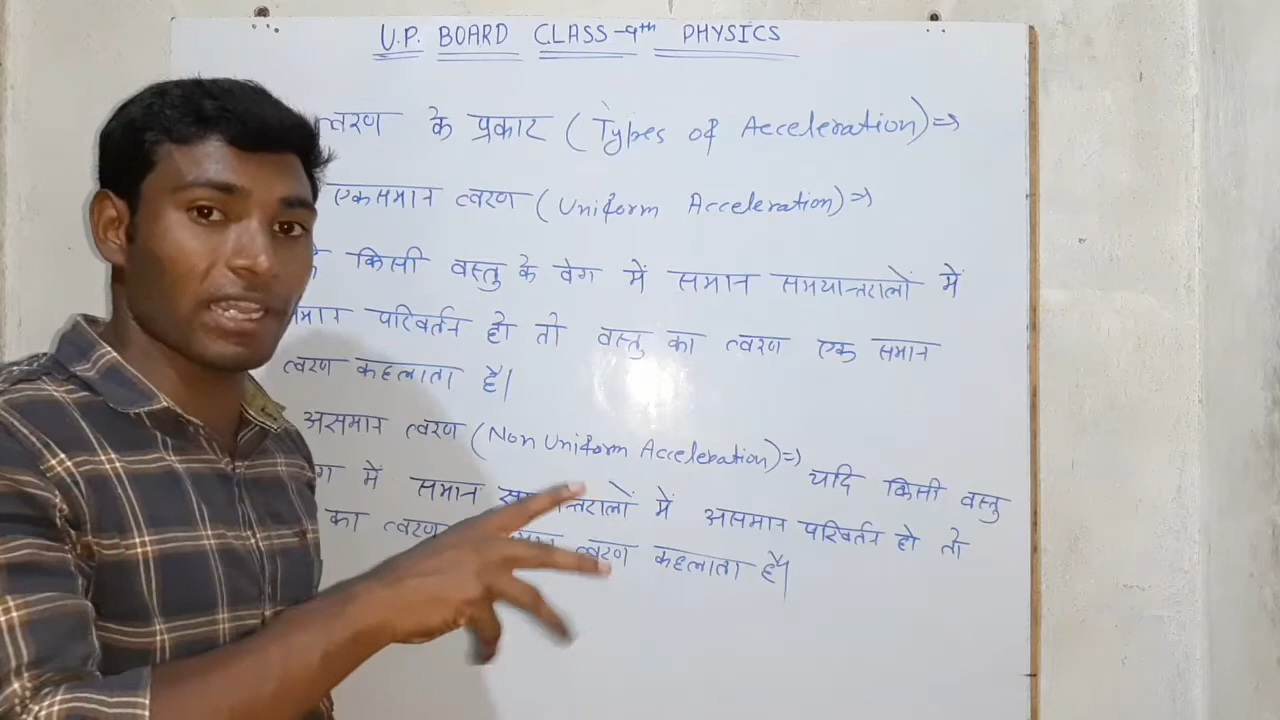 U.P. BOARD CLASS-9th PHYSICS
त्वरण के प्रकार (Types of Acceleration) ⇒
एकसमान त्वरण (Uniform Acceleration) ⇒
किसी वस्तु के वेग में समान समयान्तरालों में
परिवर्तन हो तो वस्तु का त्वरण एक समान
त्वरण कहलाता है।
असमान त्वरण (Non Uniform Acceleration) ⇒ यदि किसी वस्तु
में समान समयान्तरालों में असमान परिवर्तन हो तो
का त्वरण त्वरण कहलाता है।